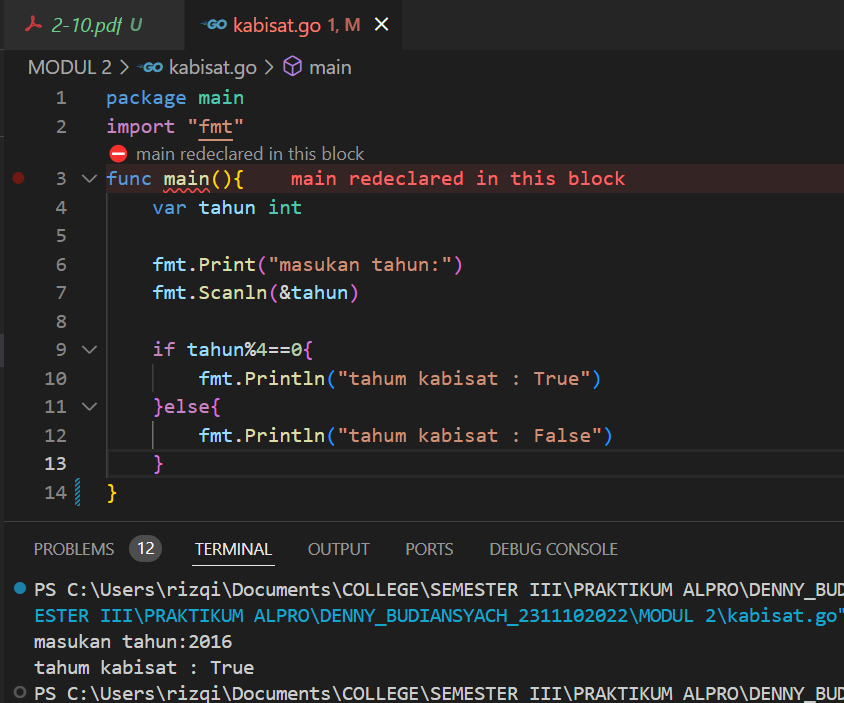 2-10.pdf U
GO kabisat.go 1, M
MODUL 2 > GO kabisat.go > main
1 package main
2 import "fmt"
main redeclared in this block
3 func main(){ main redeclared in this block
4 var tahun int
5
6 fmt.Print("masukan tahun:")
7 fmt.Scanln(&tahun)
8
9 if tahun%4==0{
10 fmt.Println("tahum kabisat : True")
11 }else{
12 fmt.Println("tahum kabisat : False")
13 }
14 }
PROBLEMS 12 TERMINAL OUTPUT PORTS DEBUG CONSOLE
PS C:\Users\rizqi\Documents\COLLEGE\SEMESTER III\PRAKTIKUM ALPRO\DENNY_BUD
ESTER III\PRAKTIKUM ALPRO\DENNY_BUDIANSYACH_2311102022\MODUL 2\kabisat.go"
masukan tahun:2016
tahum kabisat : True
PS C:\Users\rizqi\Documents\COLLEGE\SEMESTER III\PRAKTIKUM ALPRO\DENNY_BUD